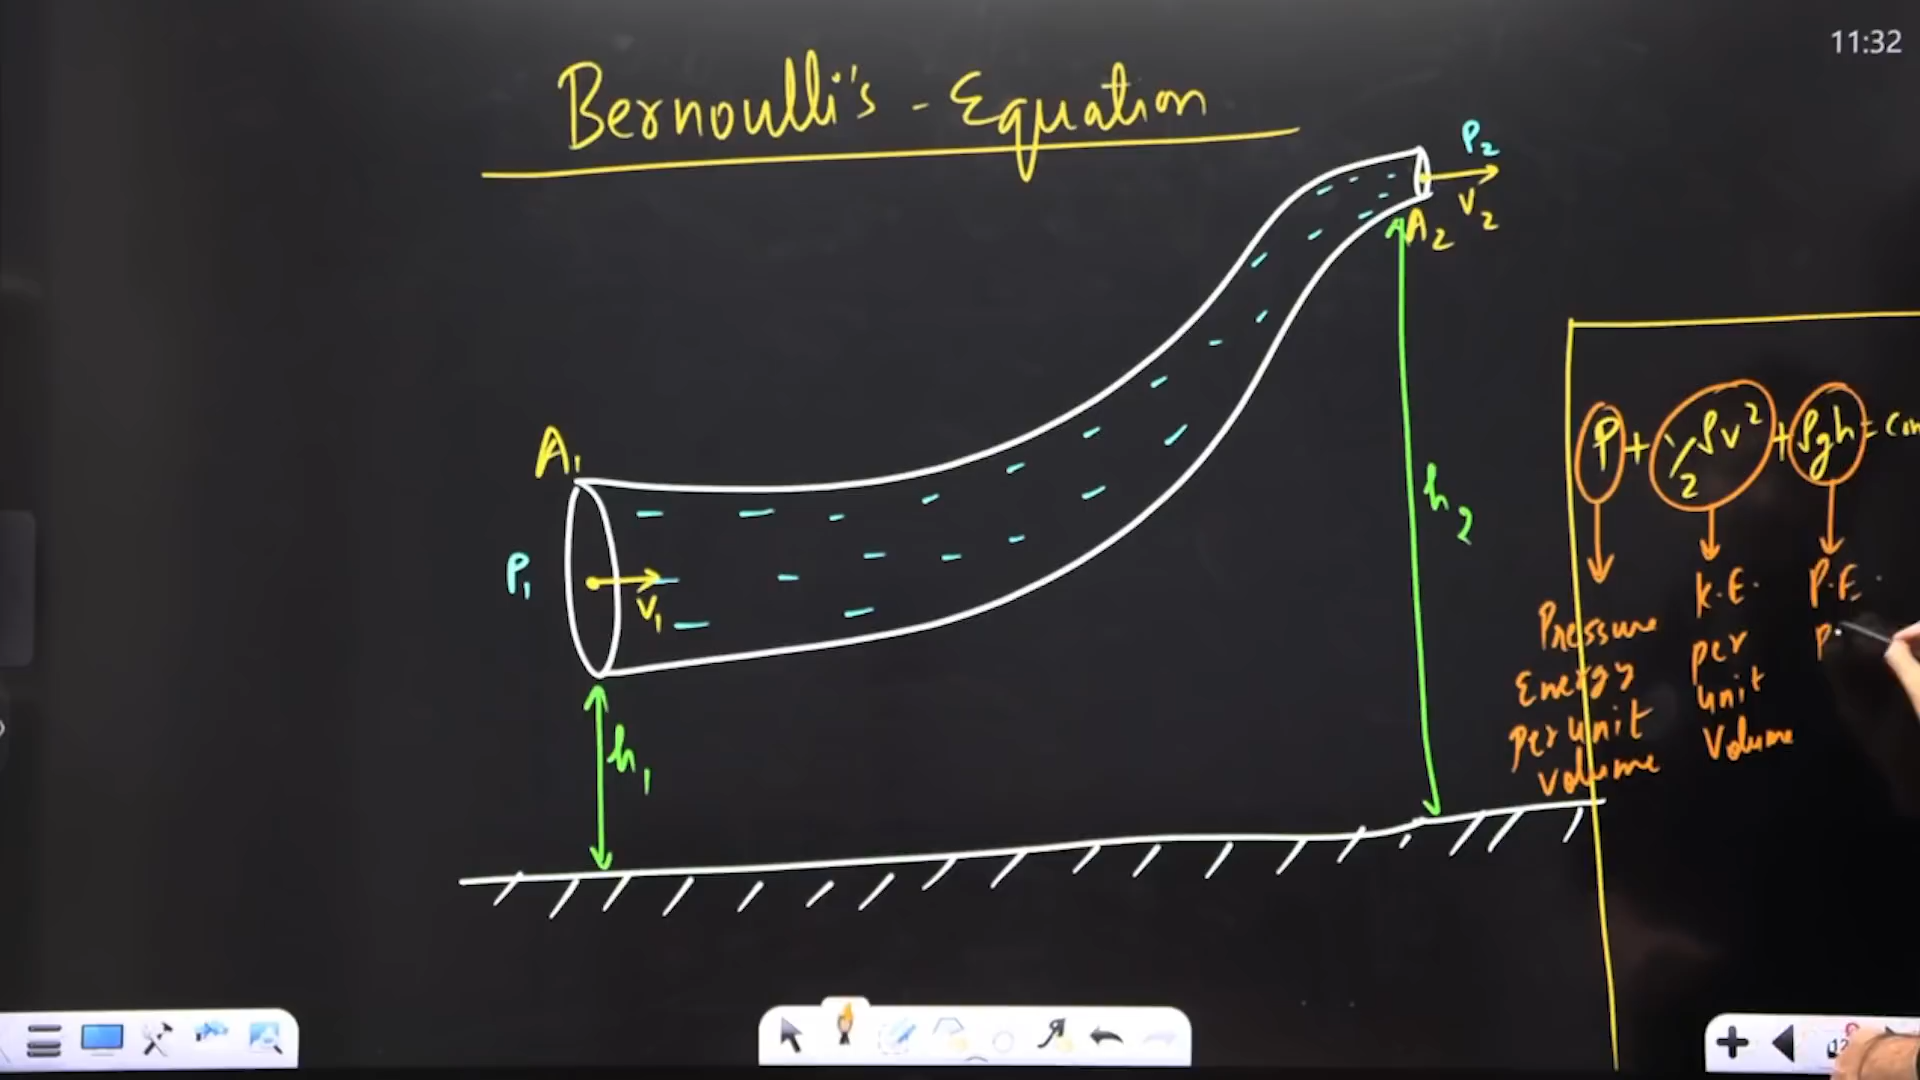 11:32
Bernoulli's - Equation
P₂
V₂
A₂
A₁
P₁
V₁
h₁
h₂
P + 1/2 ρv² + ρgh = con
Pressure
Energy
per unit
volume
K.E.
per
unit
Volume
P.E.